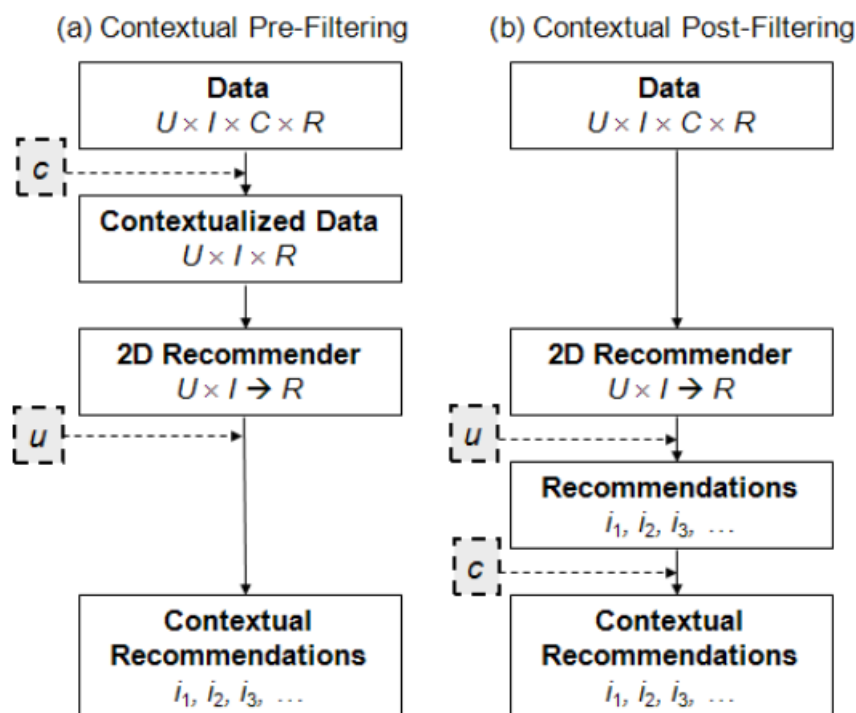 (a) Contextual Pre-Filtering
Data
U × I × C × R
c
Contextualized Data
U × I × R
2D Recommender
U × I → R
u
Contextual
Recommendations
i₁, i₂, i₃, …
(b) Contextual Post-Filtering
Data
U × I × C × R
2D Recommender
U × I → R
u
Recommendations
i₁, i₂, i₃, …
c
Contextual
Recommendations
i₁, i₂, i₃, …